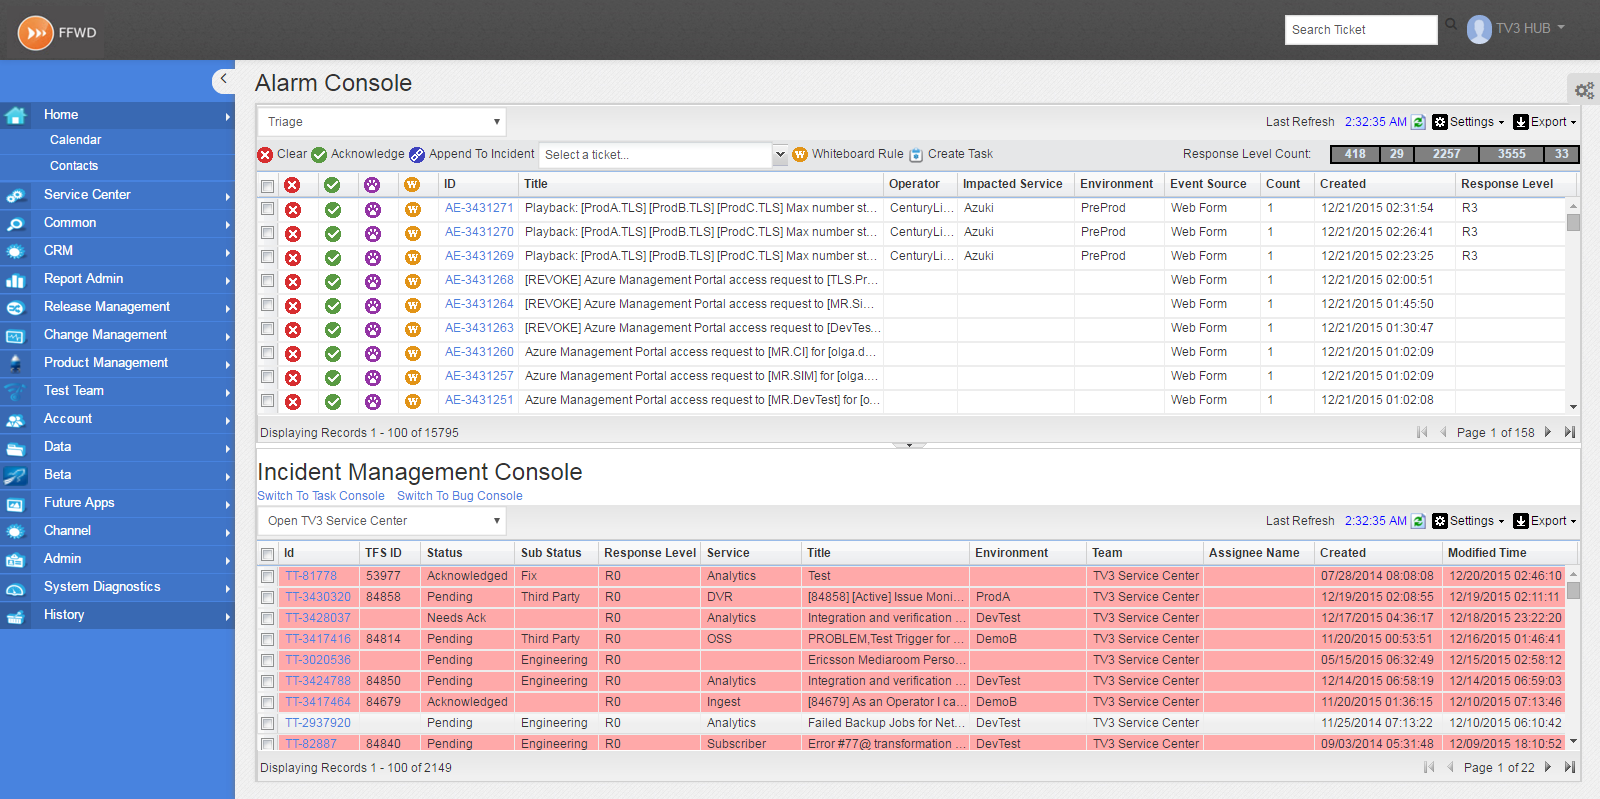 FFWD
Search Ticket
TV3 HUB
Home
Calendar
Contacts
Service Center
Common
CRM
Report Admin
Release Management
Change Management
Product Management
Test Team
Account
Data
Beta
Future Apps
Channel
Admin
System Diagnostics
History
Alarm Console
Triage
Last Refresh 2:32:35 AM Settings Export
Clear Acknowledge Append To Incident Select a ticket... Whiteboard Rule Create Task Response Level Count: 418 29 2257 3555 33
ID Title Operator Impacted Service Environment Event Source Count Created Response Level
AE-3431271 Playback: [ProdA.TLS] [ProdB.TLS] [ProdC.TLS] Max number st... CenturyLi... Azuki PreProd Web Form 1 12/21/2015 02:31:54 R3
AE-3431270 Playback: [ProdA.TLS] [ProdB.TLS] [ProdC.TLS] Max number st... CenturyLi... Azuki PreProd Web Form 1 12/21/2015 02:26:41 R3
AE-3431269 Playback: [ProdA.TLS] [ProdB.TLS] [ProdC.TLS] Max number st... CenturyLi... Azuki PreProd Web Form 1 12/21/2015 02:23:25 R3
AE-3431268 [REVOKE] Azure Management Portal access request to [TLS.Pr... Web Form 1 12/21/2015 02:00:51
AE-3431264 [REVOKE] Azure Management Portal access request to [MR.Si... Web Form 1 12/21/2015 01:45:50
AE-3431263 [REVOKE] Azure Management Portal access request to [DevTes... Web Form 1 12/21/2015 01:30:47
AE-3431260 Azure Management Portal access request to [MR.CI] for [olga.d... Web Form 1 12/21/2015 01:02:09
AE-3431257 Azure Management Portal access request to [MR.SIM] for [olga.... Web Form 1 12/21/2015 01:02:09
AE-3431251 Azure Management Portal access request to [MR.DevTest] for [o... Web Form 1 12/21/2015 01:02:08
Displaying Records 1 - 100 of 15795 Page 1 of 158
Incident Management Console
Switch To Task Console Switch To Bug Console
Open TV3 Service Center
Last Refresh 2:32:35 AM Settings Export
Id TFS ID Status Sub Status Response Level Service Title Environment Team Assignee Name Created Modified Time
TT-81778 53977 Acknowledged Fix R0 Analytics Test TV3 Service Center 07/28/2014 08:08:08 12/20/2015 02:46:10
TT-3430320 84858 Pending Third Party R0 DVR [84858] [Active] Issue Moni... ProdA TV3 Service Center 12/19/2015 02:08:55 12/19/2015 02:11:11
TT-3428037 Needs Ack R0 Analytics Integration and verification ... DevTest TV3 Service Center 12/17/2015 04:36:17 12/18/2015 23:22:20
TT-3417416 84814 Pending Third Party R0 OSS PROBLEM,Test Trigger for ... DemoB TV3 Service Center 11/20/2015 00:53:51 12/16/2015 01:46:41
TT-3020536 Pending Engineering R0 Ericsson Mediaroom Perso... TV3 Service Center 05/15/2015 06:32:49 12/15/2015 02:58:12
TT-3424788 84850 Pending Engineering R0 Analytics Integration and verification ... DevTest TV3 Service Center 12/14/2015 06:58:19 12/14/2015 06:59:03
TT-3417464 84679 Acknowledged R0 Ingest [84679] As an Operator I ca... DemoB TV3 Service Center 11/20/2015 01:36:15 12/10/2015 07:13:46
TT-2937920 Pending Engineering R0 Analytics Failed Backup Jobs for Net... DevTest TV3 Service Center 11/25/2014 07:13:22 12/10/2015 06:10:42
TT-82887 84840 Pending Engineering R0 Subscriber Error #77@ transformation ... DevTest TV3 Service Center 09/03/2014 05:31:48 12/09/2015 18:10:52
Displaying Records 1 - 100 of 2149 Page 1 of 22